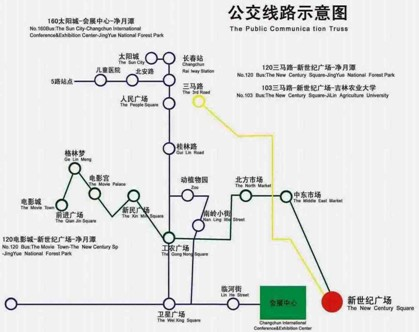 公交线路示意图
The Public Communica tion Truss
160太阳城-会展中心-净月潭
No.160Bus:The Sun City-Changchun International
Conference&Exhibition Center-JingYue National Forest Park
太阳城
The Sun City
长春站
Changchun
Rai lway Station
5路站点
儿童医院
北安路
三马路
The 3rd Road
120三马路-新世纪广场-净月潭
No.120 Bus:The New Century Square-JingYue National Forest Park
103三马路-新世纪广场-吉林农业大学
No.103 Bus:The New Century Square-JiLin Agriculture University
人民广场
The People Square
桂林路
Gui Lin Road
格林梦
Ge Lin Meng
电影宫
The Movie Palace
电影城
The Movie Town
前进广场
The Qian Jin Square
新民广场
The Xin Min Square
动植物园
Zoo
北方市场
The North Market
中东市场
The Middle East Market
南岭小街
Nan Ling Mall Street
工农广场
The Gong Nong Square
120电影城-新世纪广场-净月潭
No.120 Bus:The Movie Town-The New Century Sp
-JingYue National Forest Park
卫星广场
The Wei Xing Square
临河街
Lin He Street
会展中心
Changchun International
Conference&Exhibition Center
新世纪广场
The New Century Square